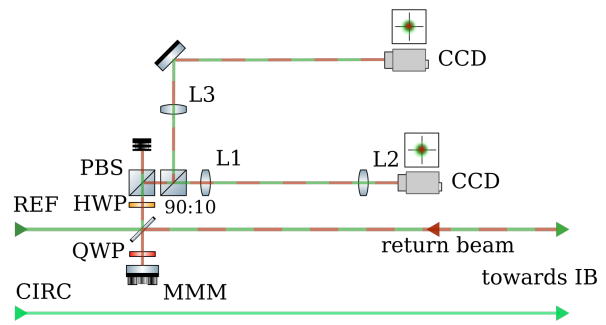 CCD
L3
PBS
L1
L2
CCD
90:10
REF
HWP
return beam
QWP
towards IB
CIRC
MMM